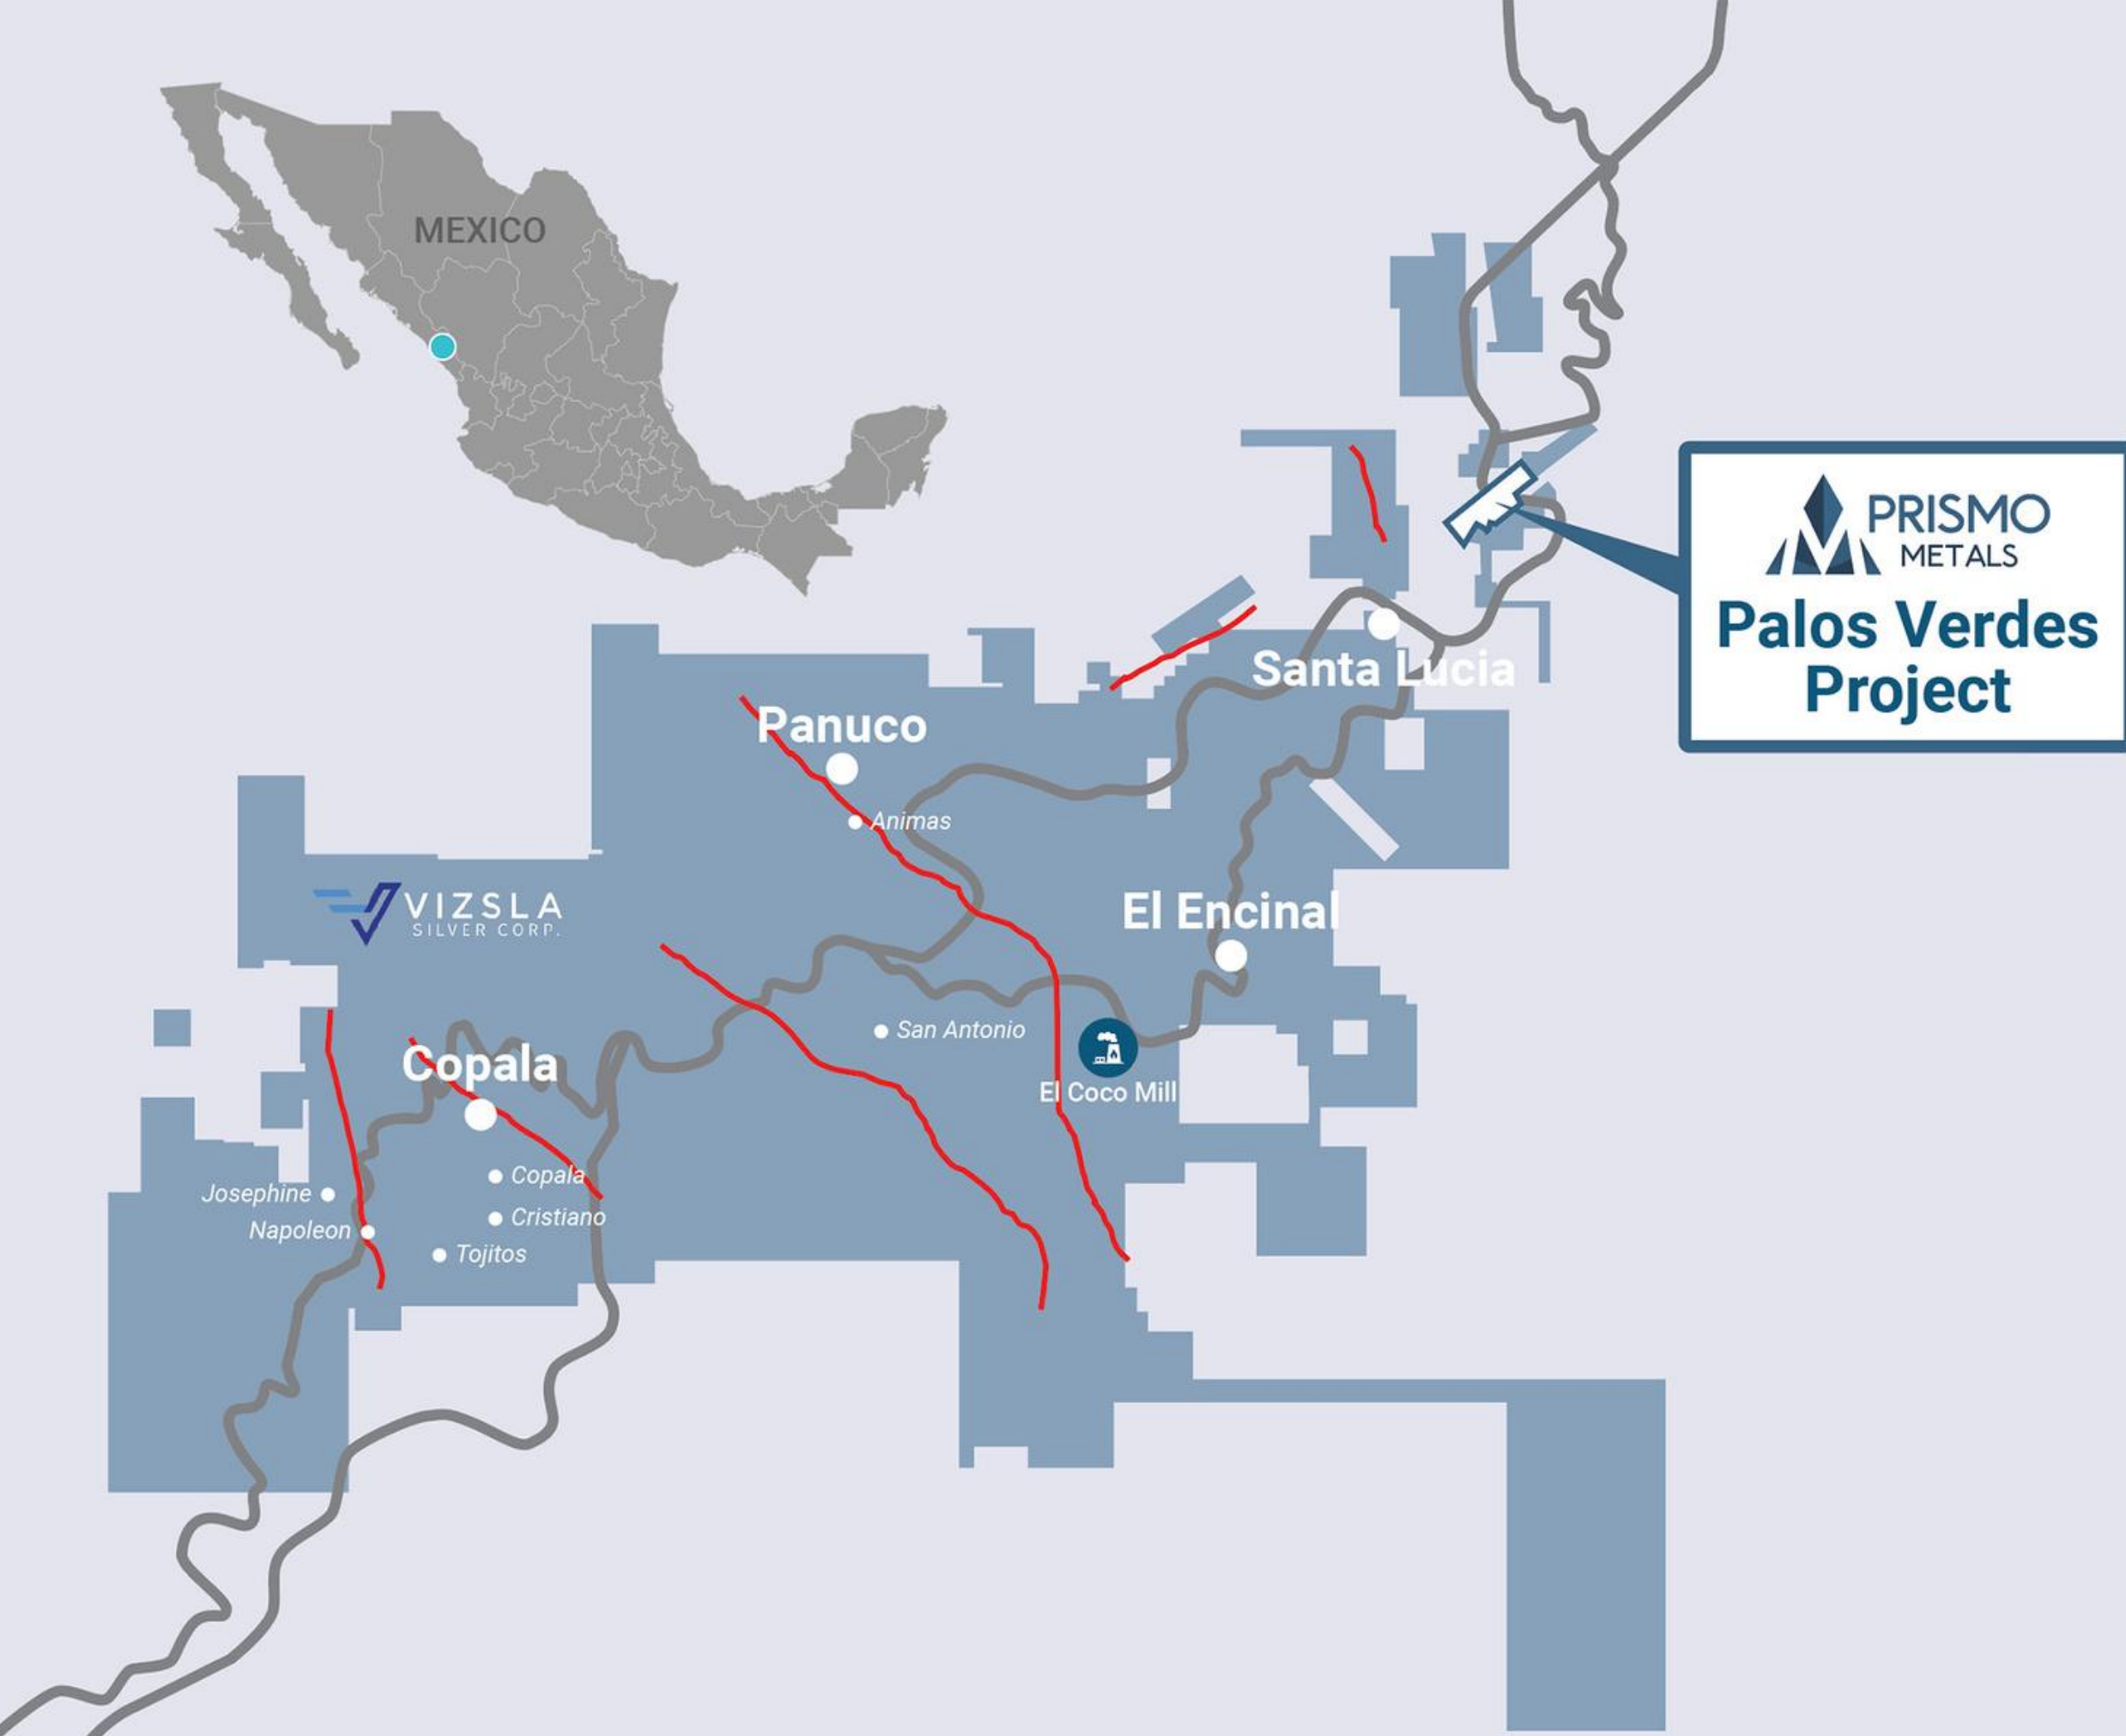 MEXICO
PRISMO
METALS
Palos Verdes
Project
Santa Lucia
Panuco
Animas
VIZSLA
SILVER CORP.
El Encinal
San Antonio
Copala
El Coco Mill
Copala
Josephine
Cristiano
Napoleon
Tojitos